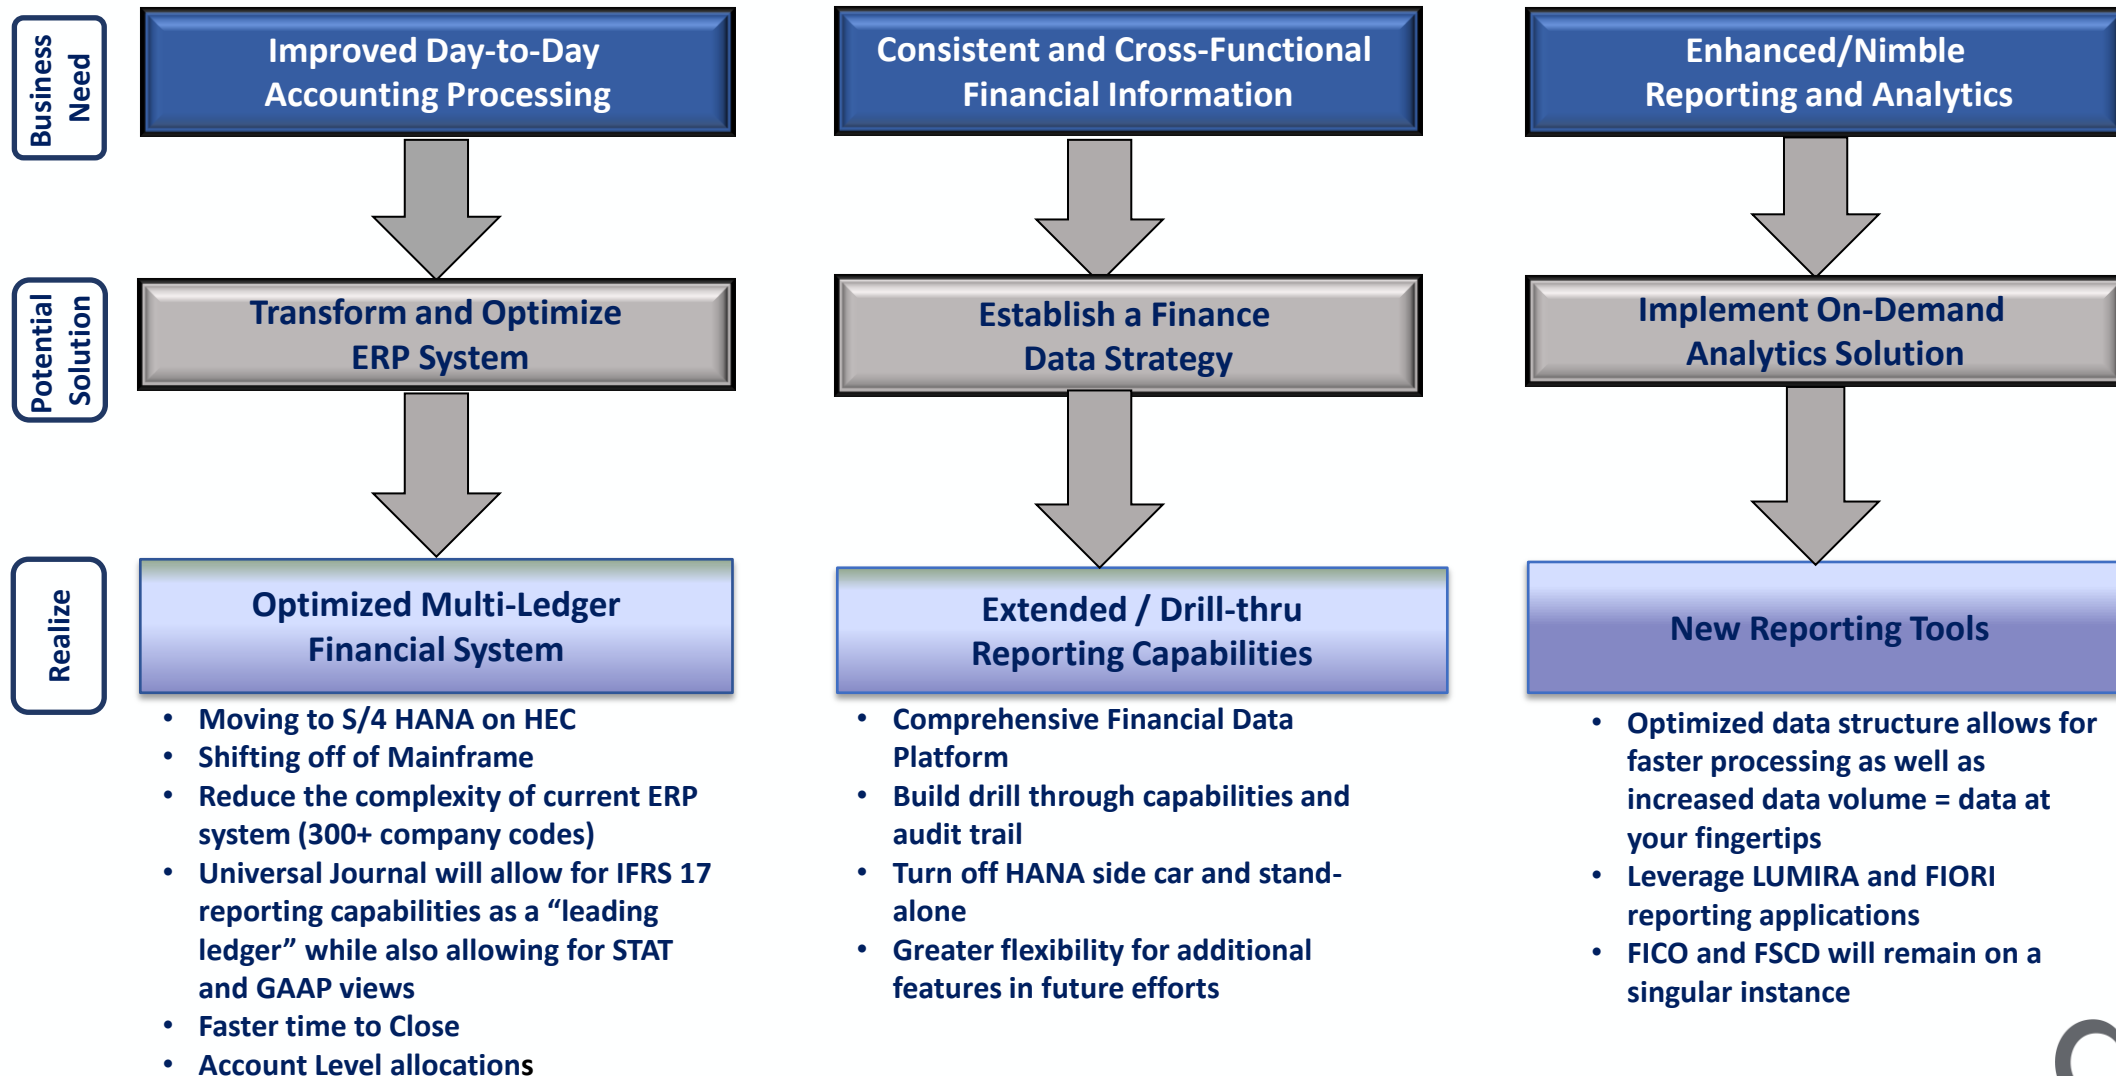 Business
Need
Improved Day-to-Day
Accounting Processing
Consistent and Cross-Functional
Financial Information
Enhanced/Nimble
Reporting and Analytics
Potential
Solution
Transform and Optimize
ERP System
Establish a Finance
Data Strategy
Implement On-Demand
Analytics Solution
Realize
Optimized Multi-Ledger
Financial System
• Moving to S/4 HANA on HEC
• Shifting off of Mainframe
• Reduce the complexity of current ERP
system (300+ company codes)
• Universal Journal will allow for IFRS 17
reporting capabilities as a “leading
ledger” while also allowing for STAT
and GAAP views
• Faster time to Close
• Account Level allocations
Extended / Drill-thru
Reporting Capabilities
• Comprehensive Financial Data
Platform
• Build drill through capabilities and
audit trail
• Turn off HANA side car and stand-
alone
• Greater flexibility for additional
features in future efforts
New Reporting Tools
• Optimized data structure allows for
faster processing as well as
increased data volume = data at
your fingertips
• Leverage LUMIRA and FIORI
reporting applications
• FICO and FSCD will remain on a
singular instance